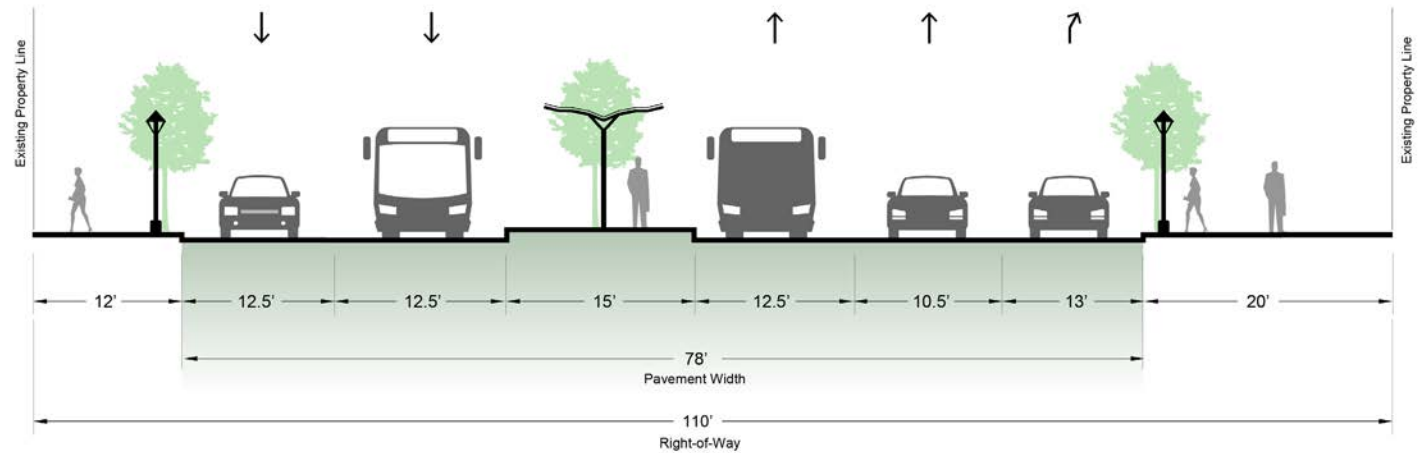 Existing Property Line
Existing Property Line
12' 12.5' 12.5' 15' 12.5' 10.5' 13' 20'
78'
Pavement Width
110'
Right-of-Way